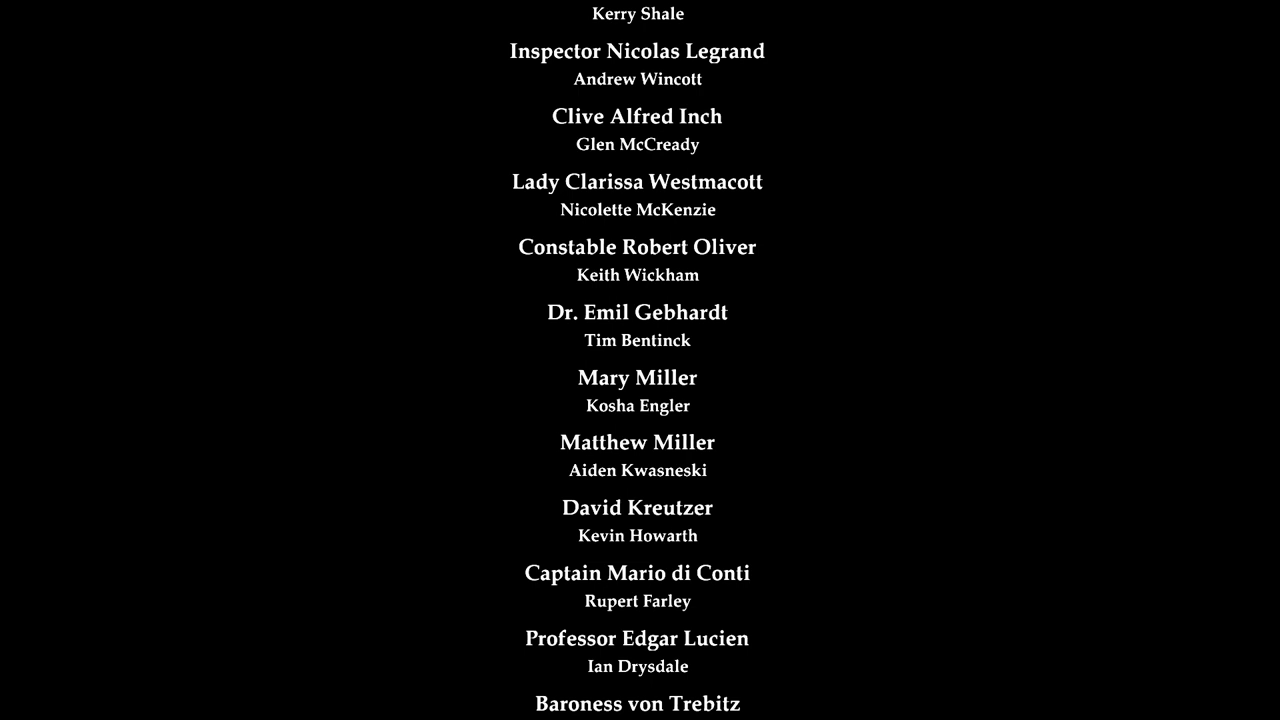 Kerry Shale
Inspector Nicolas Legrand
Andrew Wincott
Clive Alfred Inch
Glen McCready
Lady Clarissa Westmacott
Nicolette McKenzie
Constable Robert Oliver
Keith Wickham
Dr. Emil Gebhardt
Tim Bentinck
Mary Miller
Kosha Engler
Matthew Miller
Aiden Kwasneski
David Kreutzer
Kevin Howarth
Captain Mario di Conti
Rupert Farley
Professor Edgar Lucien
Ian Drysdale
Baroness von Trebitz